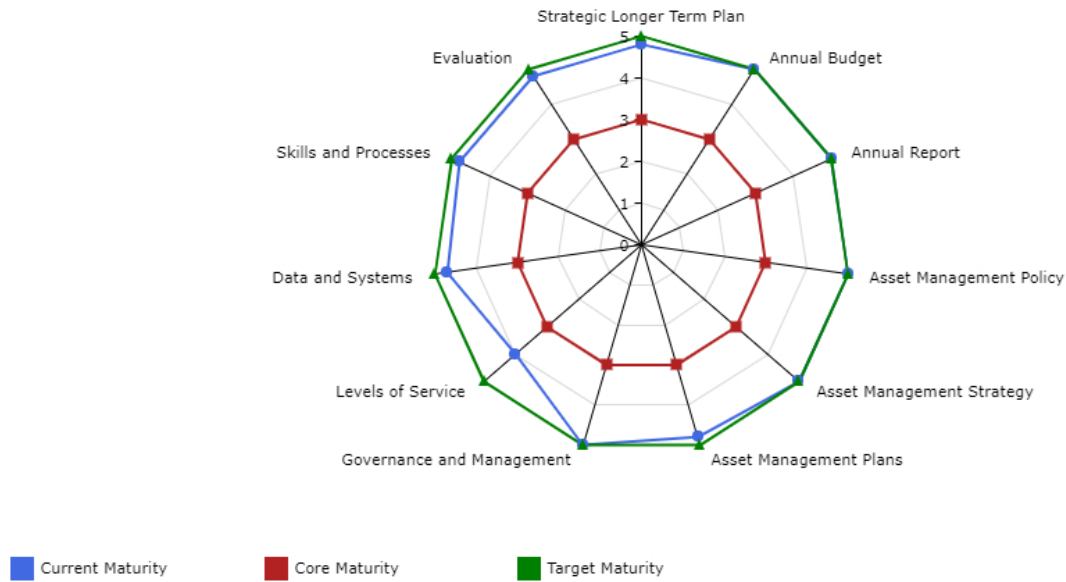 Strategic Longer Term Plan
5
Evaluation
Annual Budget
4
3
Skills and Processes
Annual Report
2
1
0
Data and Systems
Asset Management Policy
Levels of Service
Asset Management Strategy
Governance and Management
Asset Management Plans
Current Maturity
Core Maturity
Target Maturity